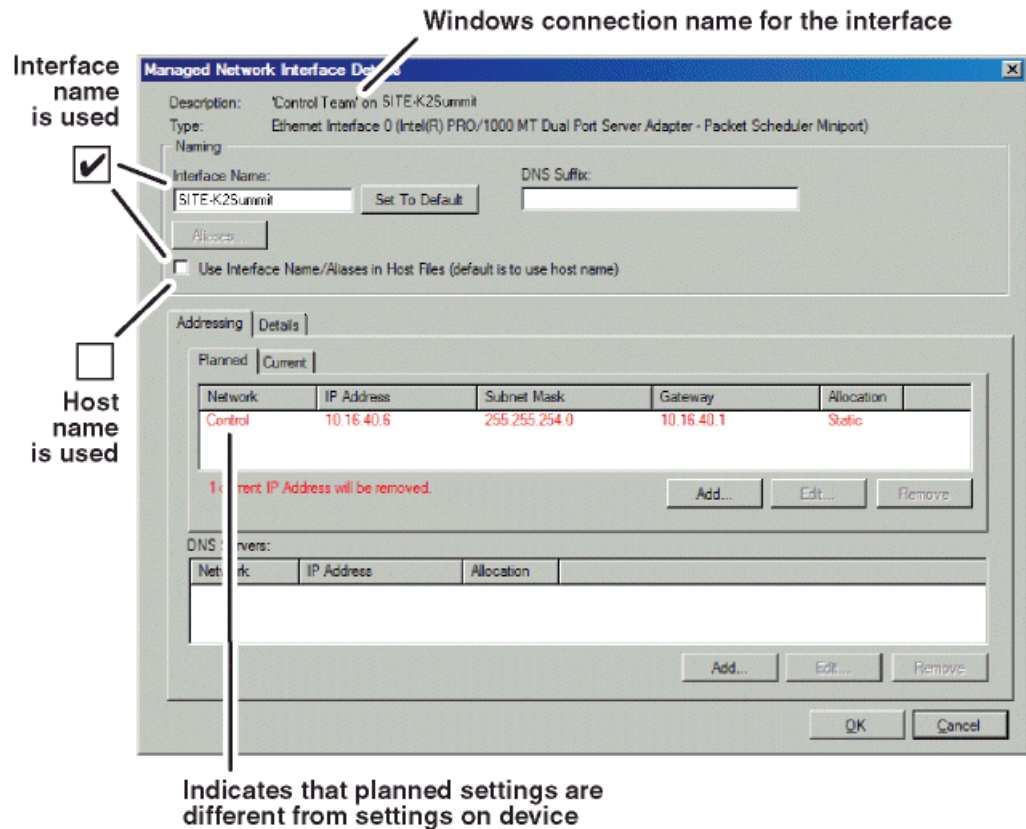 Windows connection name for the interface
Interface
name
is used
Managed Network Interface Details
Description: 'Control Team' on SITE-K2Summit
Type: Ethernet Interface 0 (Intel(R) PRO/1000 MT Dual Port Server Adapter - Packet Scheduler Miniport)
Naming
Interface Name:
DNS Suffix:
SITE-K2Summit
Set To Default
Aliases...
Use Interface Name/Aliases in Host Files (default is to use host name)
Host
name
is used
Addressing Details
Planned Current
Network IP Address Subnet Mask Gateway Allocation
Control 10.16.40.6 255.255.254.0 10.16.40.1 Static
1 current IP Address will be removed.
Add... Edit... Remove
DNS Servers:
Network IP Address Allocation
Add... Edit... Remove
OK Cancel
Indicates that planned settings are
different from settings on device